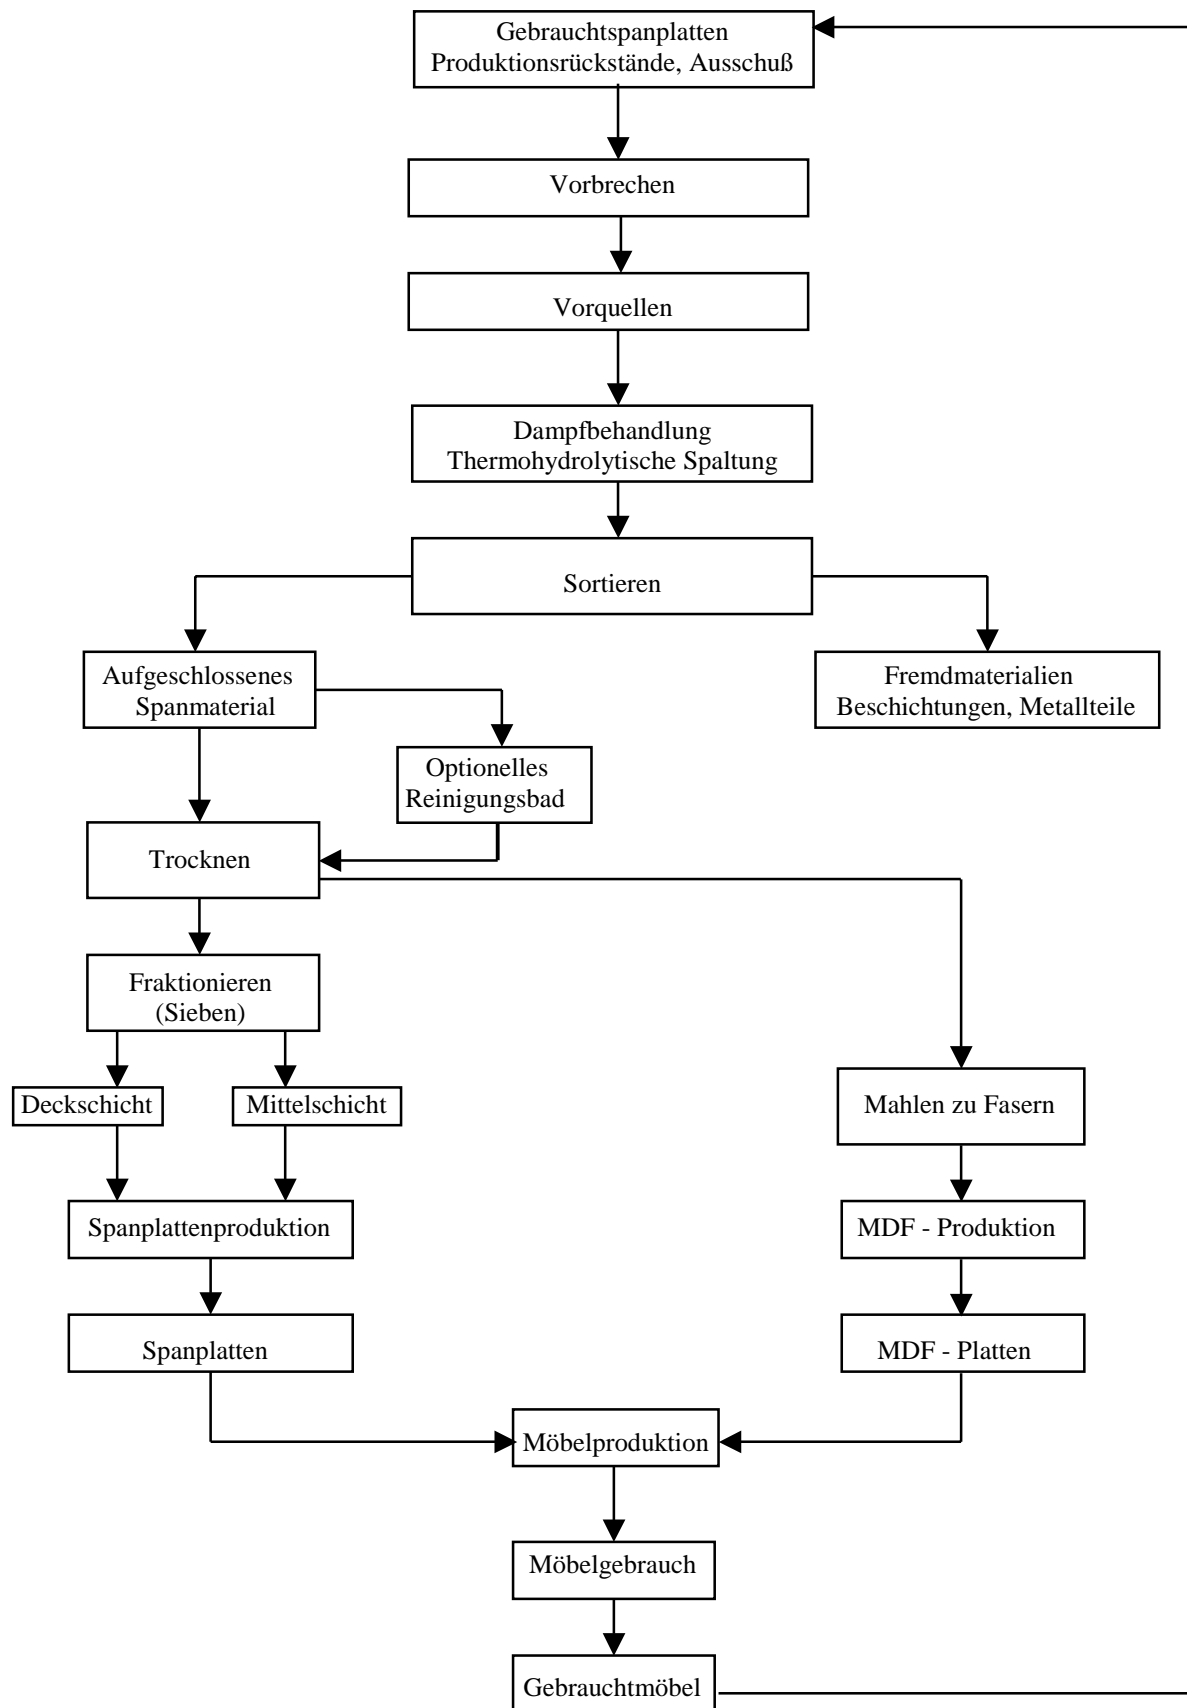 Gebrauchtspanplatten
Produktionsrückstände, Ausschuß
Vorbrechen
Vorquellen
Dampfbehandlung
Thermohydrolytische Spaltung
Sortieren
Aufgeschlossenes
Spanmaterial
Fremdmaterialien
Beschichtungen, Metallteile
Optionelles
Reinigungsbad
Trocknen
Fraktionieren
(Sieben)
Deckschicht
Mittelschicht
Mahlen zu Fasern
Spanplattenproduktion
MDF - Produktion
Spanplatten
MDF - Platten
Möbelproduktion
Möbelgebrauch
Gebrauchtmöbel